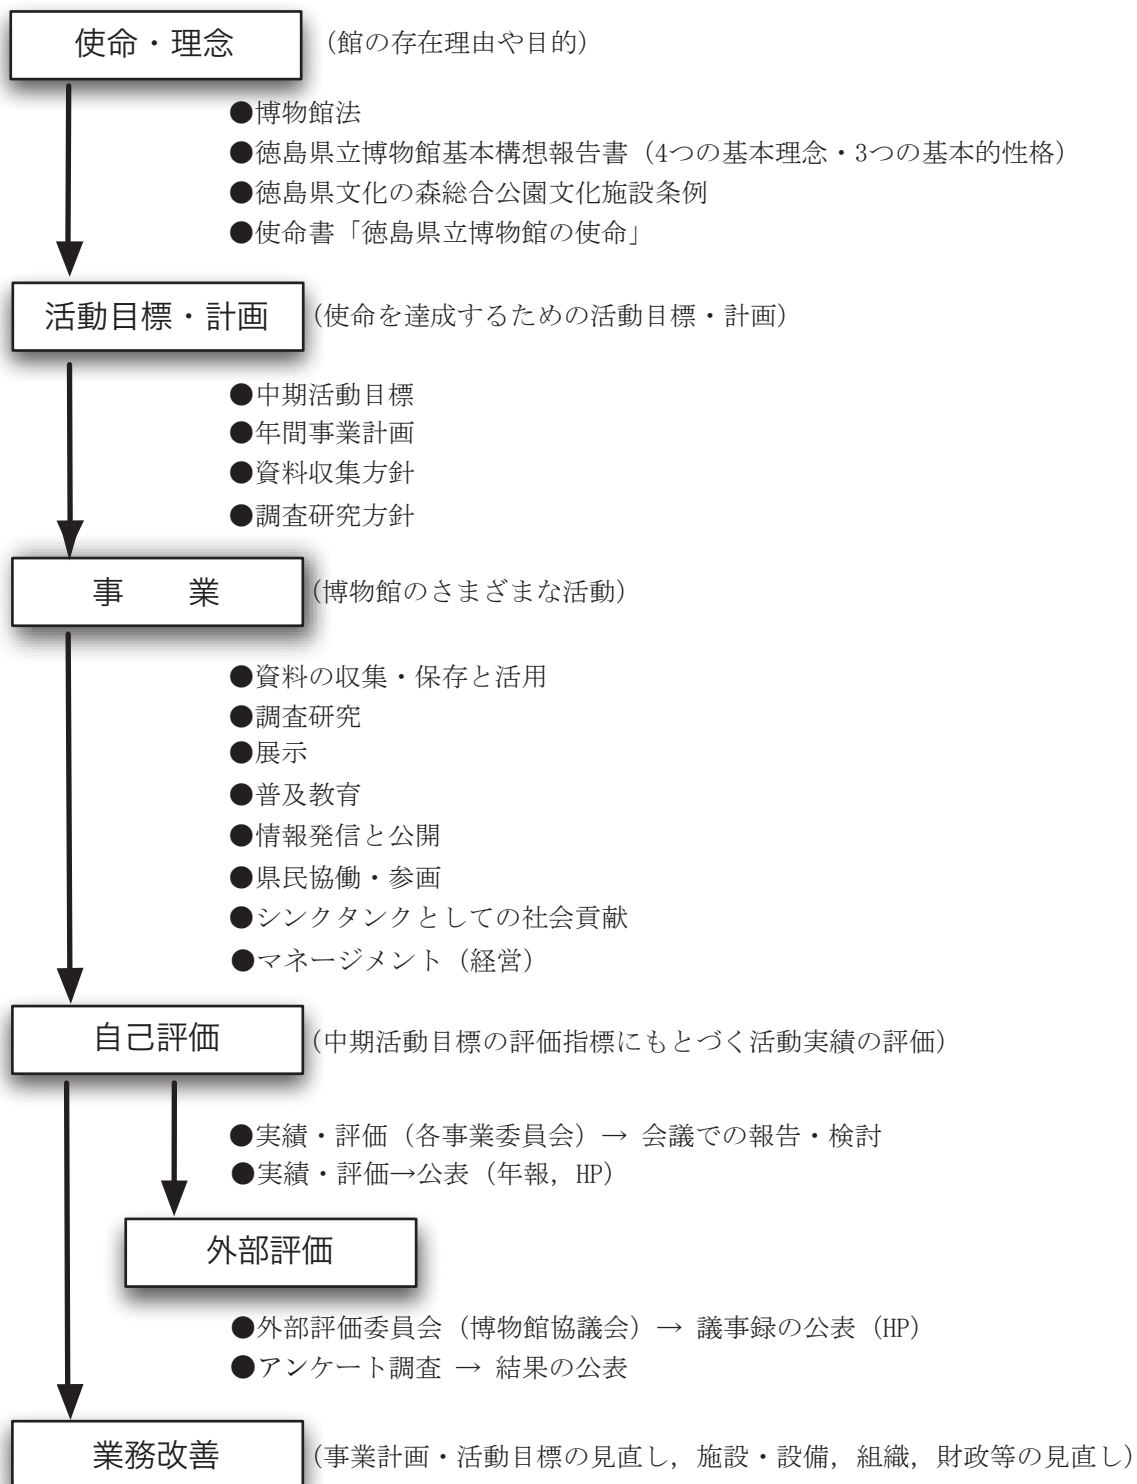 使命・理念 （館の存在理由や目的）
●博物館法
●徳島県立博物館基本構想報告書（4つの基本理念・3つの基本的性格）
●徳島県文化の森総合公園文化施設条例
●使命書「徳島県立博物館の使命」
活動目標・計画 （使命を達成するための活動目標・計画）
●中期活動目標
●年間事業計画
●資料収集方針
●調査研究方針
事　　業 （博物館のさまざまな活動）
●資料の収集・保存と活用
●調査研究
●展示
●普及教育
●情報発信と公開
●県民協働・参画
●シンクタンクとしての社会貢献
●マネージメント（経営）
自己評価 （中期活動目標の評価指標にもとづく活動実績の評価）
●実績・評価（各事業委員会）→ 会議での報告・検討
●実績・評価→公表（年報，HP）
外部評価
●外部評価委員会（博物館協議会）→ 議事録の公表（HP）
●アンケート調査 → 結果の公表
業務改善 （事業計画・活動目標の見直し，施設・設備，組織，財政等の見直し）